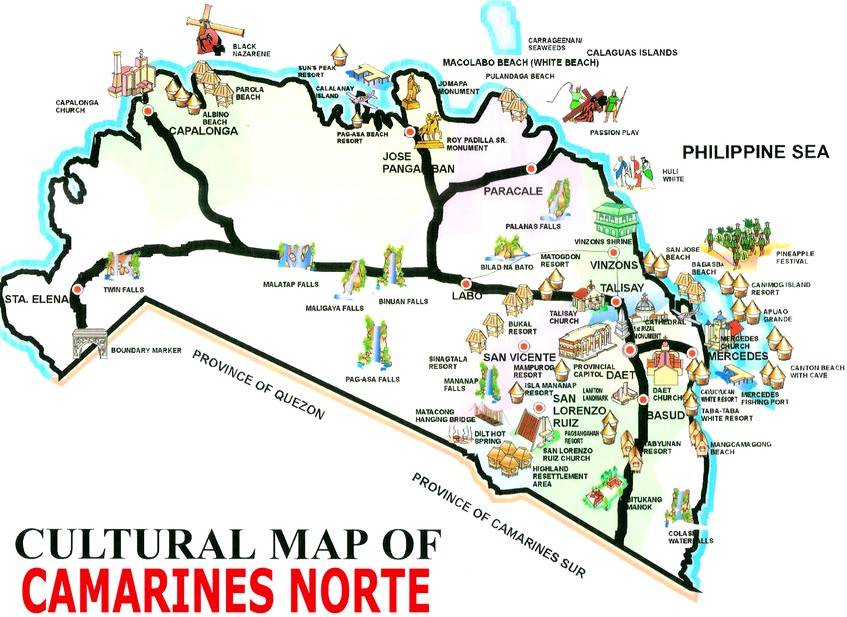 CARRAGEENAN/
SEAWEEDS
CALAGUAS ISLANDS
MACOLABO BEACH (WHITE BEACH)
BLACK
NAZARENE
SUN'S PEAK
RESORT
PULANDAGA BEACH
JOMAPA
MONUMENT
CALALANAY
ISLAND
PAROLA
BEACH
CAPALONGA
CHURCH
ALBINO
BEACH
CAPALONGA
PAG-ASA BEACH
RESORT
ROY PADILLA SR.
MONUMENT
PASSION PLAY
JOSE
PANGANIBAN
PHILIPPINE SEA
HULI
WHITE
PARACALE
PALANAS FALLS
VINZONS SHRINE
VINZONS
SAN JOSE
BEACH
BAGASBA
BEACH
PINEAPPLE
FESTIVAL
BILAD NA BATO
MATOGDON
RESORT
TWIN FALLS
MALATAP FALLS
MALIGAYA FALLS
BINUAN FALLS
LABO
TALISAY
CANIMOG ISLAND
RESORT
STA. ELENA
TALISAY
CHURCH
CATHEDRAL
1st RIZAL
MONUMENT
APUAO
GRANDE
BUKAL
RESORT
MERCEDES
CHURCH
MERCEDES
BOUNDARY MARKER
SINAGTALA
RESORT
SAN VICENTE
MAMPUROG
RESORT
PROVINCIAL
CAPITOL
DAET
CANTON BEACH
WITH CAVE
PROVINCE OF QUEZON
PAG-ASA FALLS
MANANAP
FALLS
ISLA MANANAP
RESORT
LANTON
LANDMARK
DAET
CHURCH
WHITE RESORT
MERCEDES
FISHING PORT
MATACONG
HANGING BRIDGE
SAN
LORENZO
RUIZ
BASUD
TABA-TABA
WHITE RESORT
DILT HOT
SPRING
PAGSANGAHAN
RESORT
SAN LORENZO
RUIZ CHURCH
TABYUNAN
RESORT
MANGCAMAGONG
BEACH
HIGHLAND
RESETTLEMENT
AREA
BITUKANG
MANOK
PROVINCE OF CAMARINES SUR
COLASI
WATERFALLS
CULTURAL MAP OF
CAMARINES NORTE